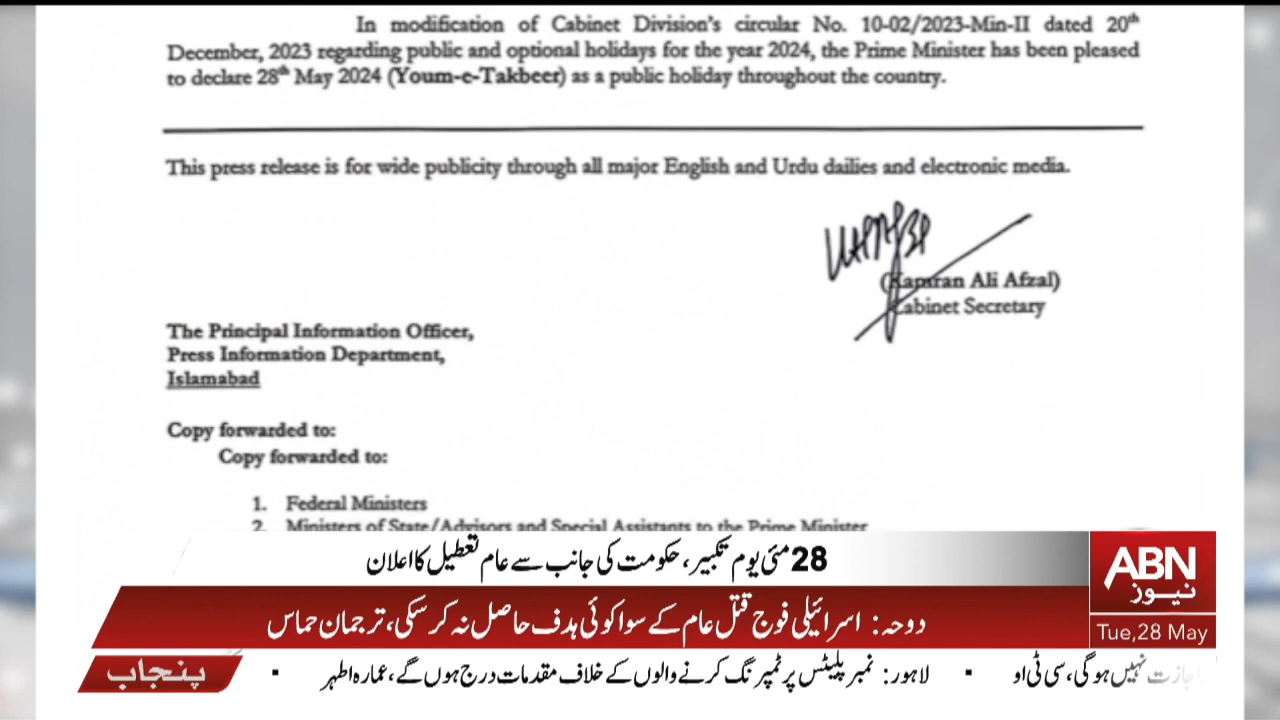 In modification of Cabinet Division's circular No. 10-02/2023-Min-II dated 20th
December, 2023 regarding public and optional holidays for the year 2024, the Prime Minister has been pleased
to declare 28th May 2024 (Youm-e-Takbeer) as a public holiday throughout the country.
This press release is for wide publicity through all major English and Urdu dailies and electronic media.
(Kamran Ali Afzal)
Cabinet Secretary
The Principal Information Officer,
Press Information Department,
Islamabad
Copy forwarded to:
Copy forwarded to:
1. Federal Ministers
2. Ministers of State/Advisors and Special Assistants to the Prime Minister
28 مئی یوم تکبیر، حکومت کی جانب سے عام تعطیل کا اعلان
ABN
نیوز
دوحہ: اسرائیلی فوج قتل عام کے سوا کوئی ہدف حاصل نہ کر سکی، ترجمان حماس
Tue,28 May
اجازت نہیں ہوگی، سی ٹی او ▪ لاہور: نمبر پلیٹس پر ٹمپرنگ کرنے والوں کے خلاف مقدمات درج ہوں گے، عمارہ اطہر ▪
پنجاب